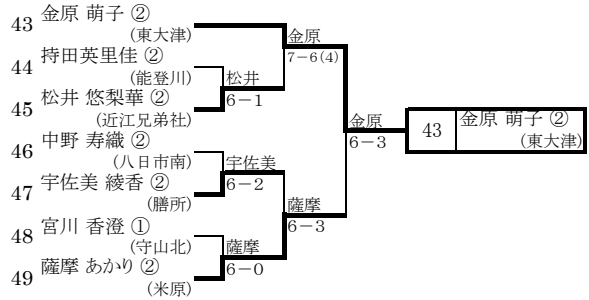 43 金原 萌子 ②
(東大津)
44 持田英里佳 ②
(能登川)
45 松井 悠梨華 ②
(近江兄弟社)
46 中野 寿織 ②
(八日市南)
47 宇佐美 綾香 ②
(膳所)
48 宮川 香澄 ①
(守山北)
49 薩摩 あかり ②
(米原)
松井
6-1
宇佐美
6-2
薩摩
6-0
金原
7-6(4)
薩摩
6-3
金原
6-3
43 金原 萌子 ②
(東大津)